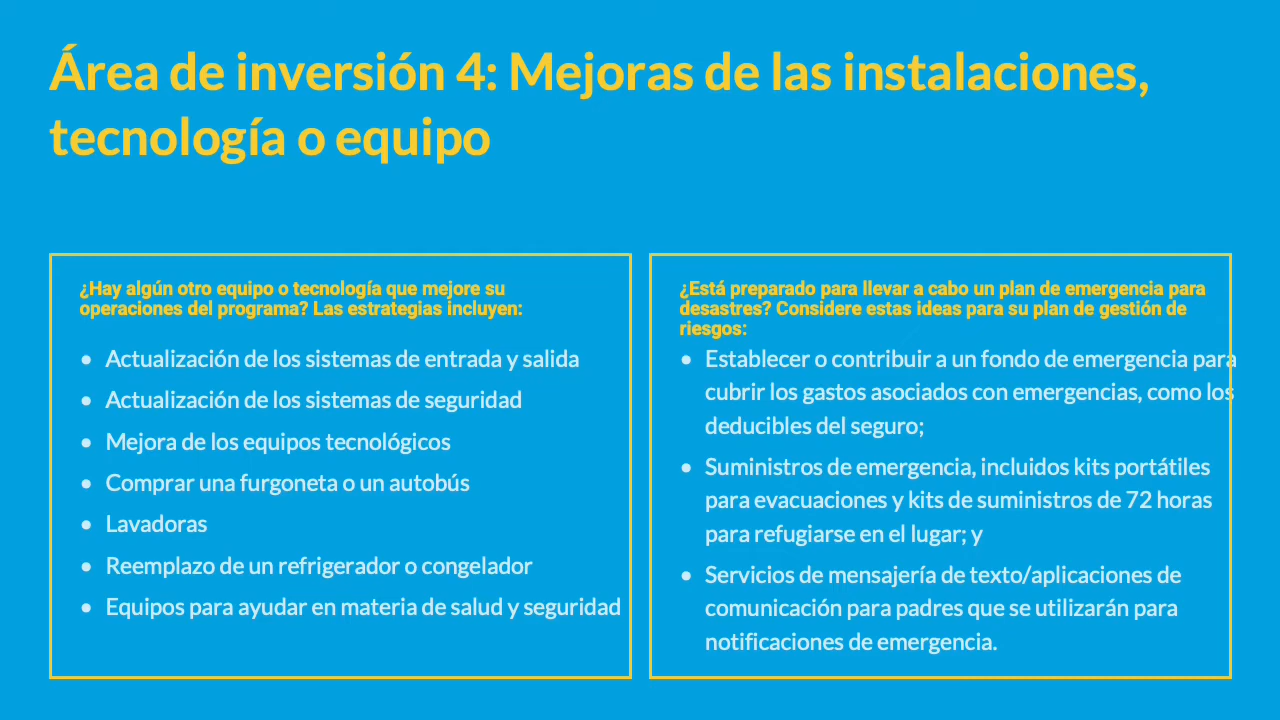 Área de inversión 4: Mejoras de las instalaciones,
tecnología o equipo
¿Hay algún otro equipo o tecnología que mejore su
operaciones del programa? Las estrategias incluyen:
● Actualización de los sistemas de entrada y salida
● Actualización de los sistemas de seguridad
● Mejora de los equipos tecnológicos
● Comprar una furgoneta o un autobús
● Lavadoras
● Reemplazo de un refrigerador o congelador
● Equipos para ayudar en materia de salud y seguridad
¿Está preparado para llevar a cabo un plan de emergencia para
desastres? Considere estas ideas para su plan de gestión de
riesgos:
● Establecer o contribuir a un fondo de emergencia para
cubrir los gastos asociados con emergencias, como los
deducibles del seguro;
● Suministros de emergencia, incluidos kits portátiles
para evacuaciones y kits de suministros de 72 horas
para refugiarse en el lugar; y
● Servicios de mensajería de texto/aplicaciones de
comunicación para padres que se utilizarán para
notificaciones de emergencia.